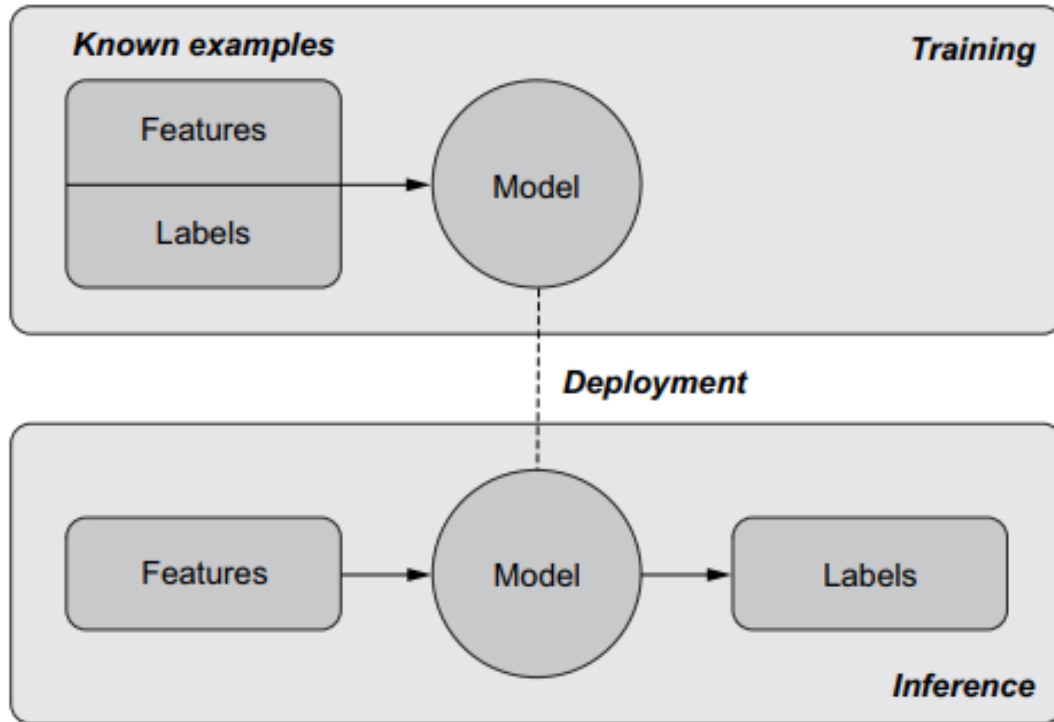 Known examples
Training
Features
Labels
Model
Deployment
Features
Model
Labels
Inference